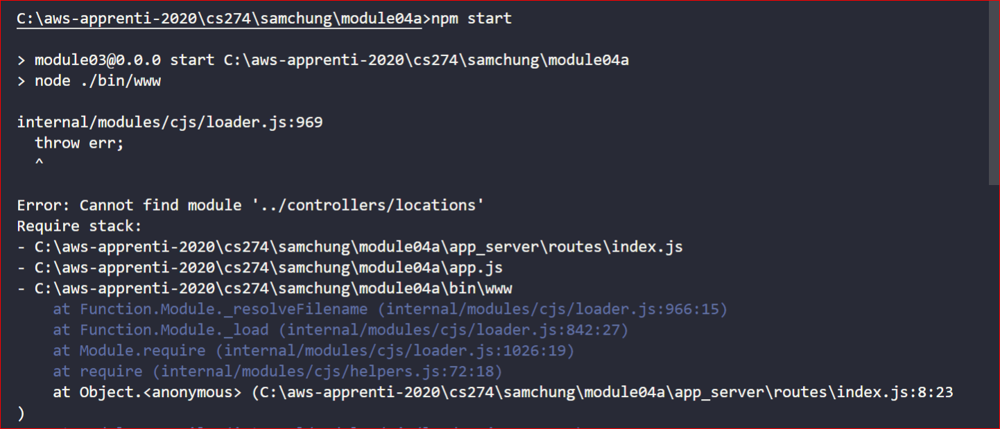 C:\aws-apprenti-2020\cs274\samchung\module04a>npm start
> module03@0.0.0 start C:\aws-apprenti-2020\cs274\samchung\module04a
> node ./bin/www
internal/modules/cjs/loader.js:969
  throw err;
  ^
Error: Cannot find module '../controllers/locations'
Require stack:
- C:\aws-apprenti-2020\cs274\samchung\module04a\app_server\routes\index.js
- C:\aws-apprenti-2020\cs274\samchung\module04a\app.js
- C:\aws-apprenti-2020\cs274\samchung\module04a\bin\www
    at Function.Module._resolveFilename (internal/modules/cjs/loader.js:966:15)
    at Function.Module._load (internal/modules/cjs/loader.js:842:27)
    at Module.require (internal/modules/cjs/loader.js:1026:19)
    at require (internal/modules/cjs/helpers.js:72:18)
    at Object.<anonymous> (C:\aws-apprenti-2020\cs274\samchung\module04a\app_server\routes\index.js:8:23
)